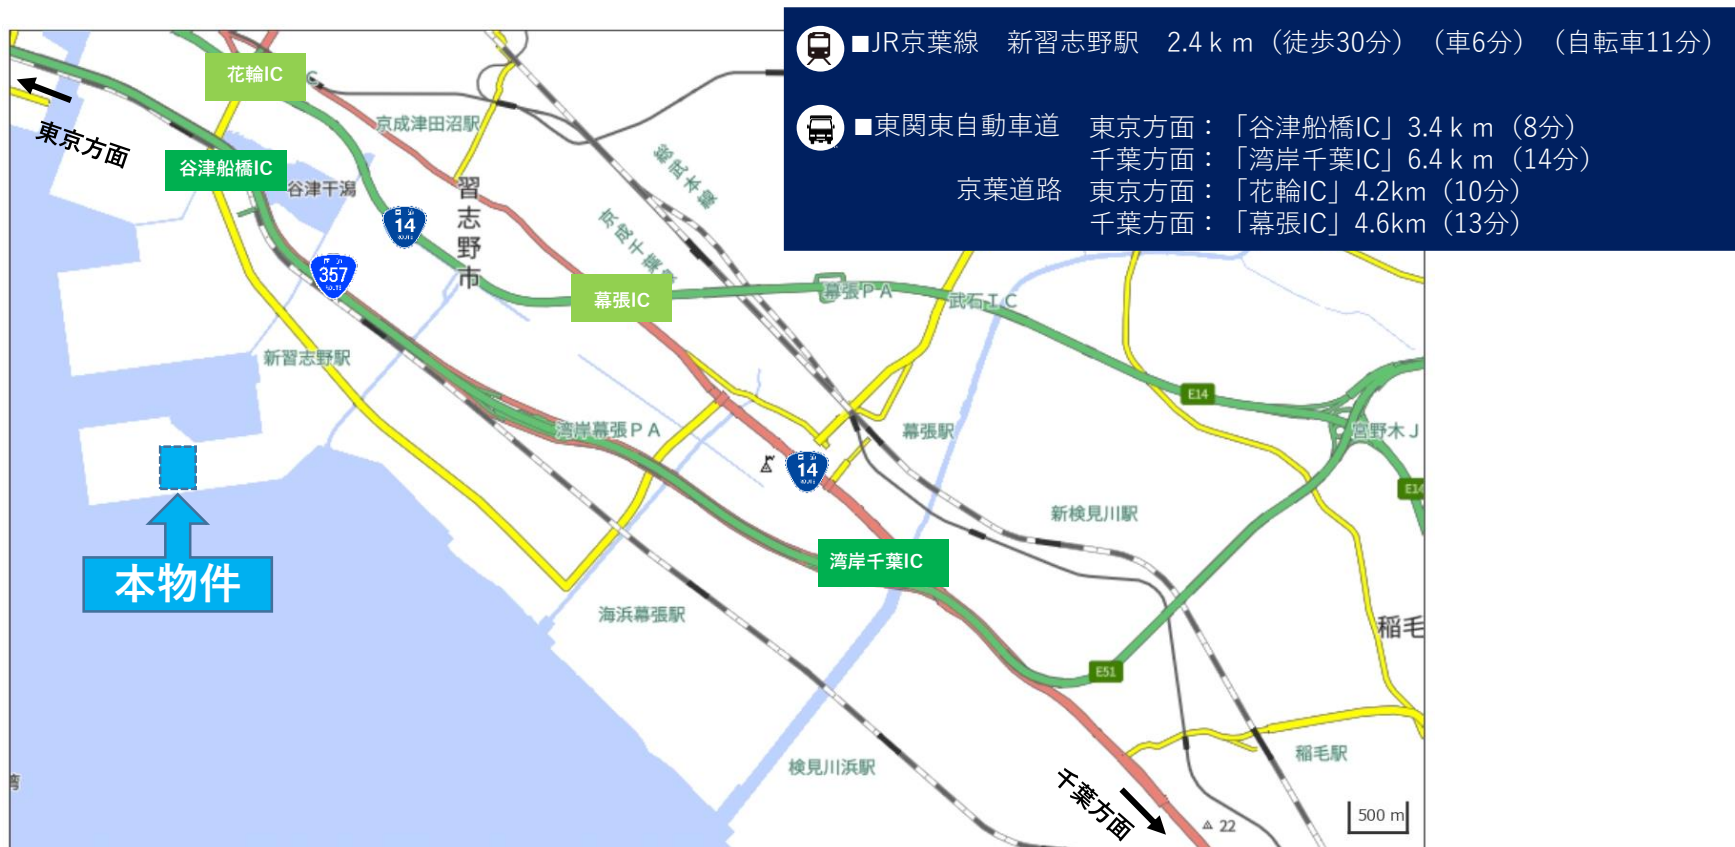 ■JR京葉線　新習志野駅　2.4ｋｍ（徒歩30分）（車6分）（自転車11分）
■東関東自動車道　東京方面：「谷津船橋IC」3.4ｋｍ（8分）
千葉方面：「湾岸千葉IC」6.4ｋｍ（14分）
京葉道路　東京方面：「花輪IC」4.2km（10分）
千葉方面：「幕張IC」4.6km（13分）
花輪IC
東京方面
京成津田沼駅
谷津船橋IC
谷津干潟
習志野市
総武本線
京成千葉線
14
ROUTE
357
ROUTE
幕張IC
幕張ＰＡ
武石ＩＣ
新習志野駅
E14
湾岸幕張ＰＡ
幕張駅
宮野木Ｊ
14
ROUTE
E14
新検見川駅
湾岸千葉IC
本物件
海浜幕張駅
稲毛
E51
検見川浜駅
稲毛駅
千葉方面
湾
22
500 m